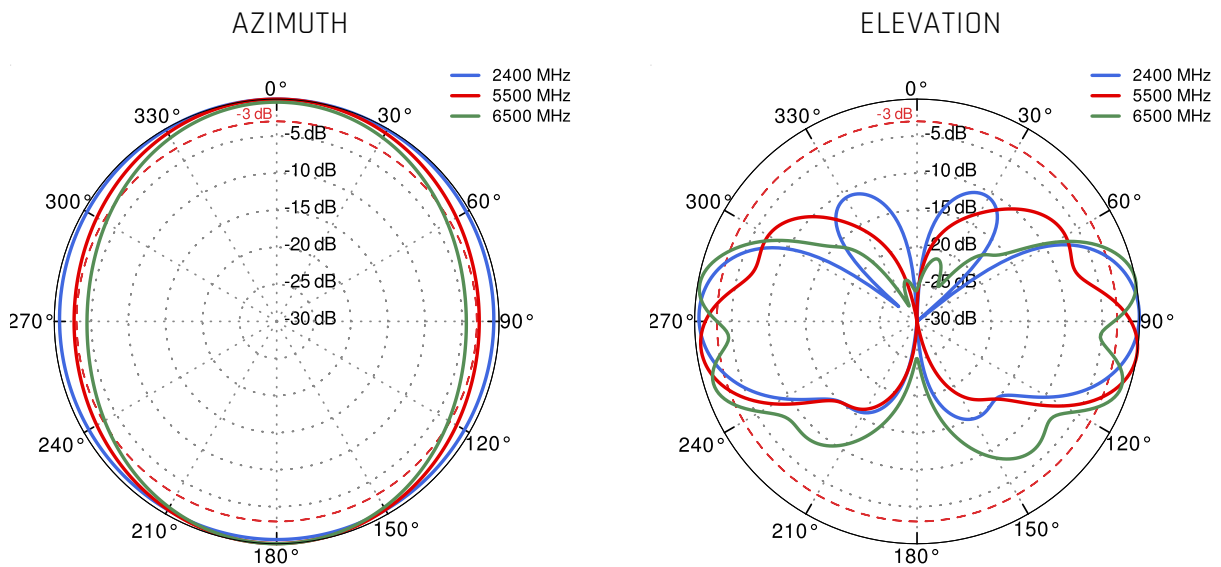 AZIMUTH
2400 MHz
5500 MHz
6500 MHz
0°
30°
60°
90°
120°
150°
180°
210°
240°
270°
300°
330°
-3 dB
-5 dB
-10 dB
-15 dB
-20 dB
-25 dB
-30 dB
ELEVATION
2400 MHz
5500 MHz
6500 MHz
0°
30°
60°
90°
120°
150°
180°
210°
240°
270°
300°
330°
-3 dB
-5 dB
-10 dB
-15 dB
-20 dB
-25 dB
-30 dB